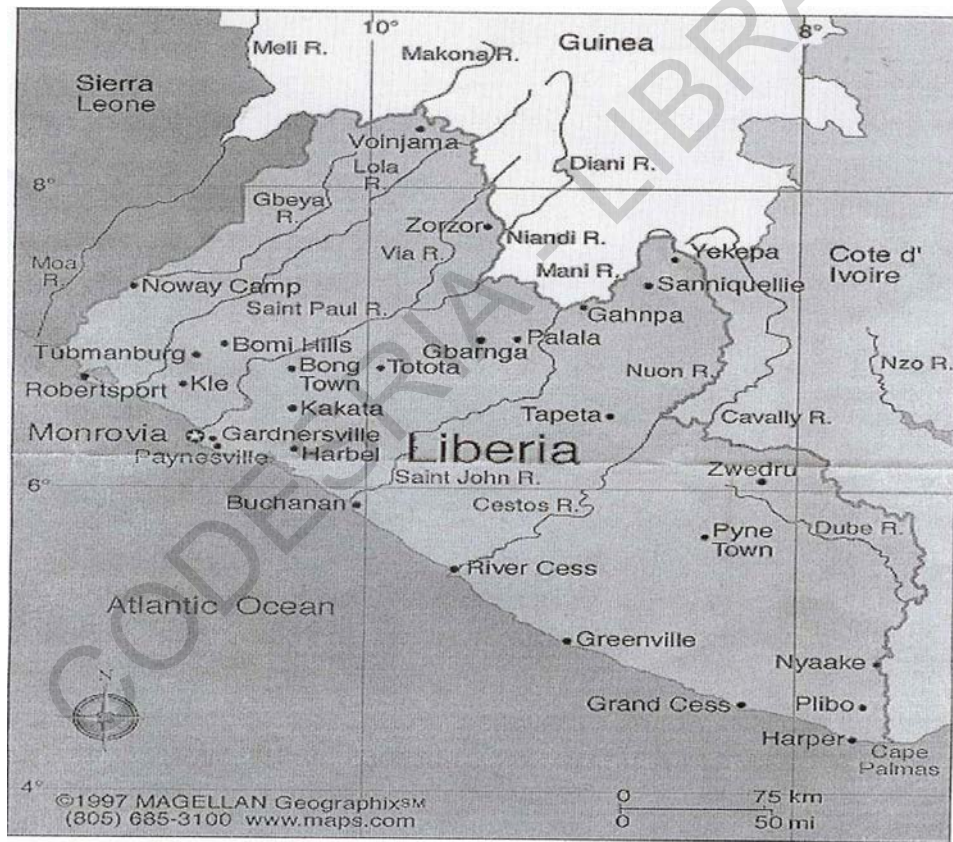 10°
8°
Meli R.
Makona R.
Guinea
Sierra
Leone
Voinjama
Lola
R.
Diani R.
8°
Gbeya
R.
Zorzor
Niandi R.
Via R.
Yekepa
Cote d'
Ivoire
Moa
R.
Mani R.
Noway Camp
Sanniquellie
Saint Paul R.
Gahnpa
Tubmanburg
Bomi Hills
Gbarnga
Palala
Bong
Town
Totota
Nuon R.
Nzo R.
Robertsport
Kle
Kakata
Tapeta
Cavally R.
Monrovia
Gardnersville
Paynesville
Harbel
Liberia
Zwedru
6°
Saint John R.
Buchanan
Cestos R.
Pyne
Town
Dube R.
River Cess
Atlantic Ocean
Greenville
Nyaake
N
Grand Cess
Plibo
Harper
Cape
Palmas
4°
©1997 MAGELLAN Geographix℠
(805) 685-3100 www.maps.com
0 75 km
0 50 mi
CODESRIA - LIBRA